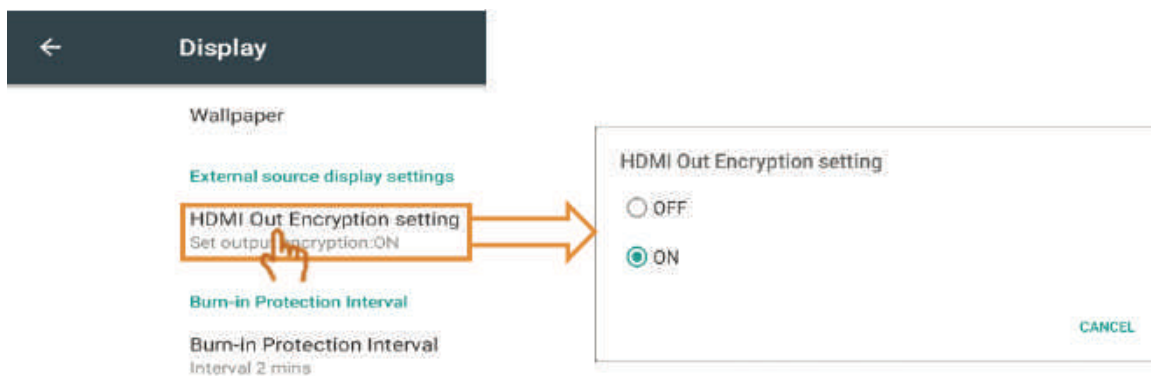 Display
Wallpaper
External source display settings
HDMI Out Encryption setting
Set output encryption:ON
Burn-in Protection Interval
Burn-in Protection Interval
Interval 2 mins
HDMI Out Encryption setting
OFF
ON
CANCEL